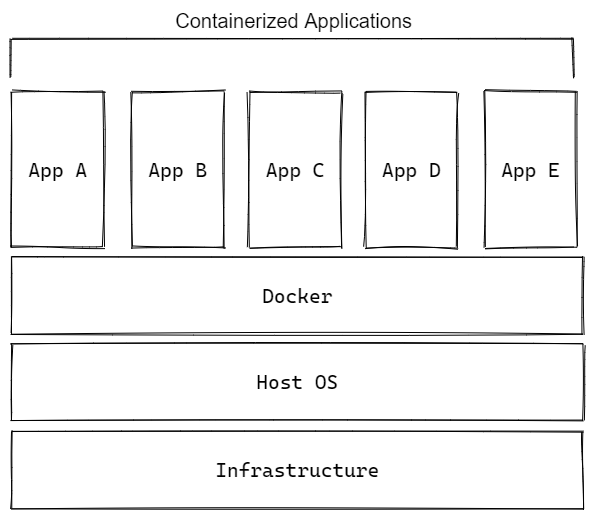 Containerized Applications
App A
App B
App C
App D
App E
Docker
Host OS
Infrastructure